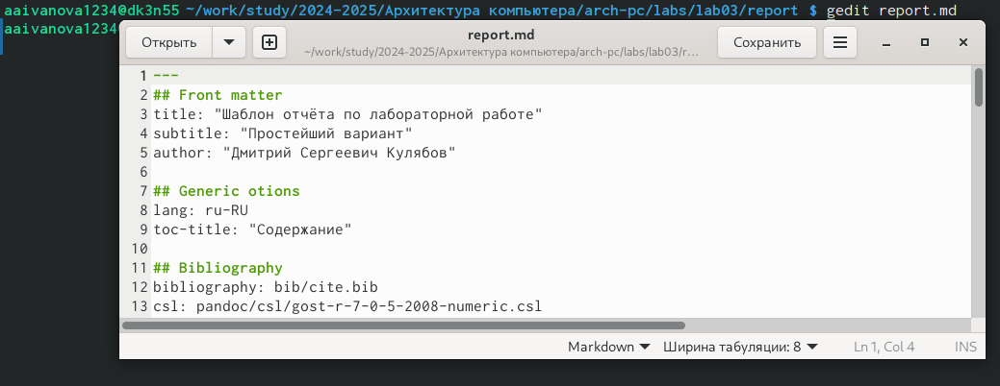 aaivanova1234@dk3n55 ~/work/study/2024-2025/Архитектура компьютера/arch-pc/labs/lab03/report $ gedit report.md
aaivanova1234
Открыть
report.md
~/work/study/2024-2025/Архитектура компьютера/arch-pc/labs/lab03/r…
Сохранить
1 ---
2 ## Front matter
3 title: "Шаблон отчёта по лабораторной работе"
4 subtitle: "Простейший вариант"
5 author: "Дмитрий Сергеевич Кулябов"
6
7 ## Generic otions
8 lang: ru-RU
9 toc-title: "Содержание"
10
11 ## Bibliography
12 bibliography: bib/cite.bib
13 csl: pandoc/csl/gost-r-7-0-5-2008-numeric.csl
Markdown Ширина табуляции: 8 Ln 1, Col 4 INS